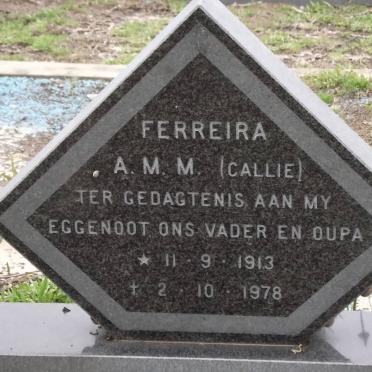 FERREIRA
A. M. M. (CALLIE)
TER GEDAGTENIS AAN MY
EGGENOOT ONS VADER EN OUPA
★ 11 · 9 · 1913
† 2 · 10 · 1978